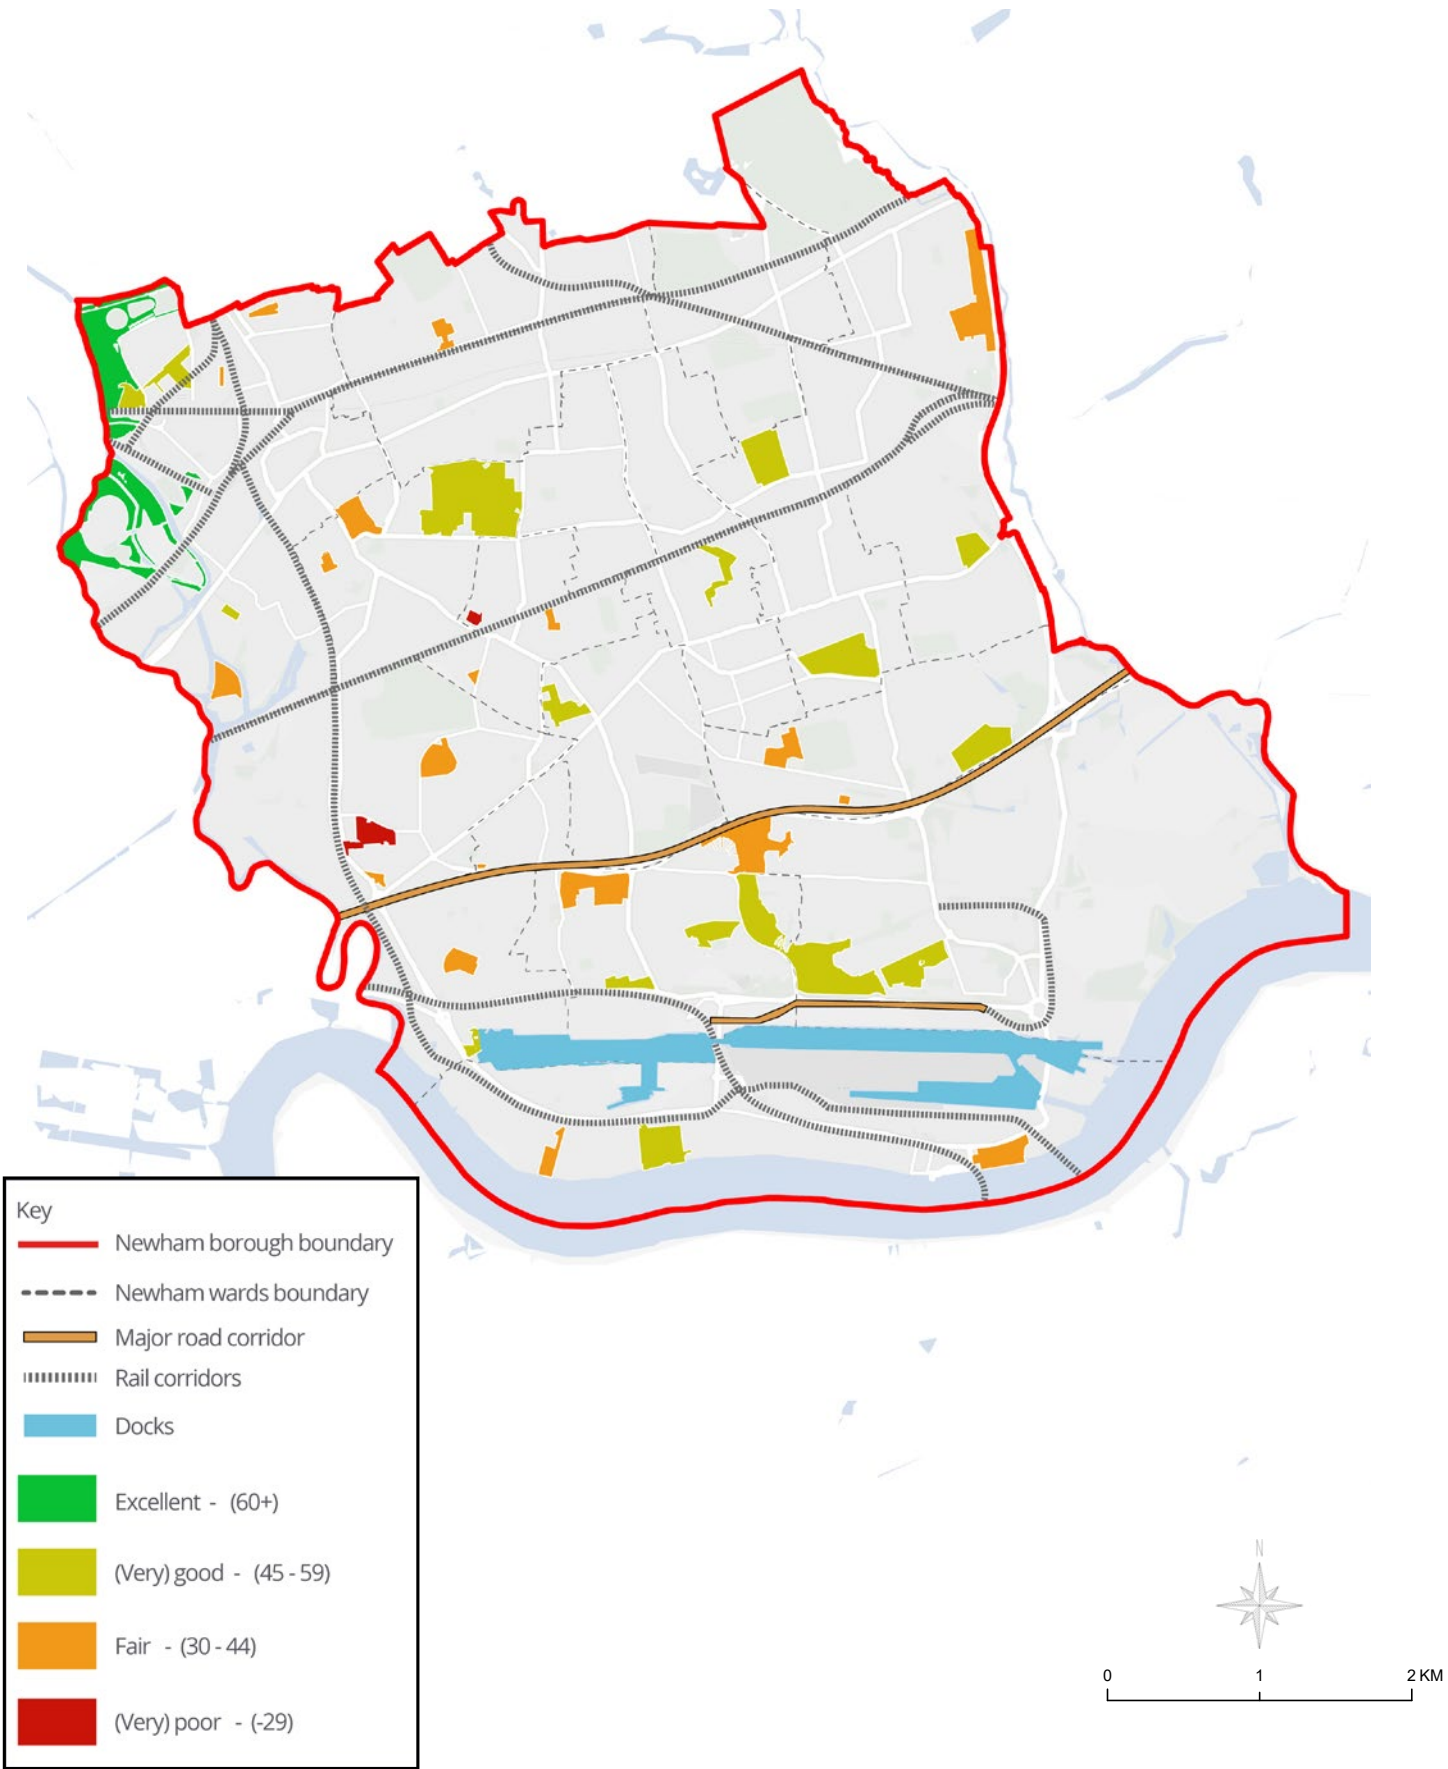 Key
Newham borough boundary
Newham wards boundary
Major road corridor
Rail corridors
Docks
Excellent - (60+)
(Very) good - (45 - 59)
Fair - (30 - 44)
(Very) poor - (-29)
N
0 1 2 KM